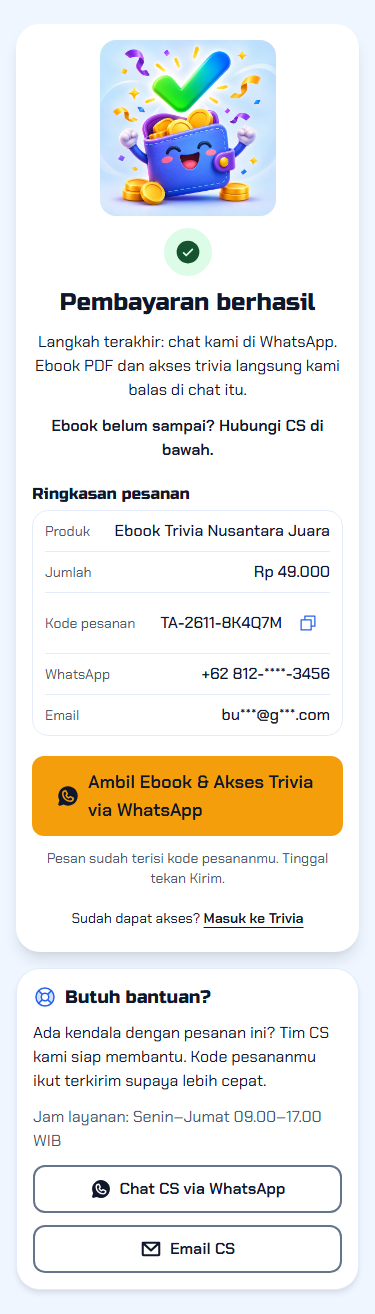 Pembayaran berhasil
Langkah terakhir: chat kami di WhatsApp.
Ebook PDF dan akses trivia langsung kami
balas di chat itu.
Ebook belum sampai? Hubungi CS di
bawah.
Ringkasan pesanan
Produk Ebook Trivia Nusantara Juara
Jumlah Rp 49.000
Kode pesanan TA-2611-8K4Q7M
WhatsApp +62 812-****-3456
Email bu***@g***.com
Ambil Ebook & Akses Trivia
via WhatsApp
Pesan sudah terisi kode pesananmu. Tinggal
tekan Kirim.
Sudah dapat akses? Masuk ke Trivia
Butuh bantuan?
Ada kendala dengan pesanan ini? Tim CS
kami siap membantu. Kode pesananmu
ikut terkirim supaya lebih cepat.
Jam layanan: Senin–Jumat 09.00–17.00
WIB
Chat CS via WhatsApp
Email CS